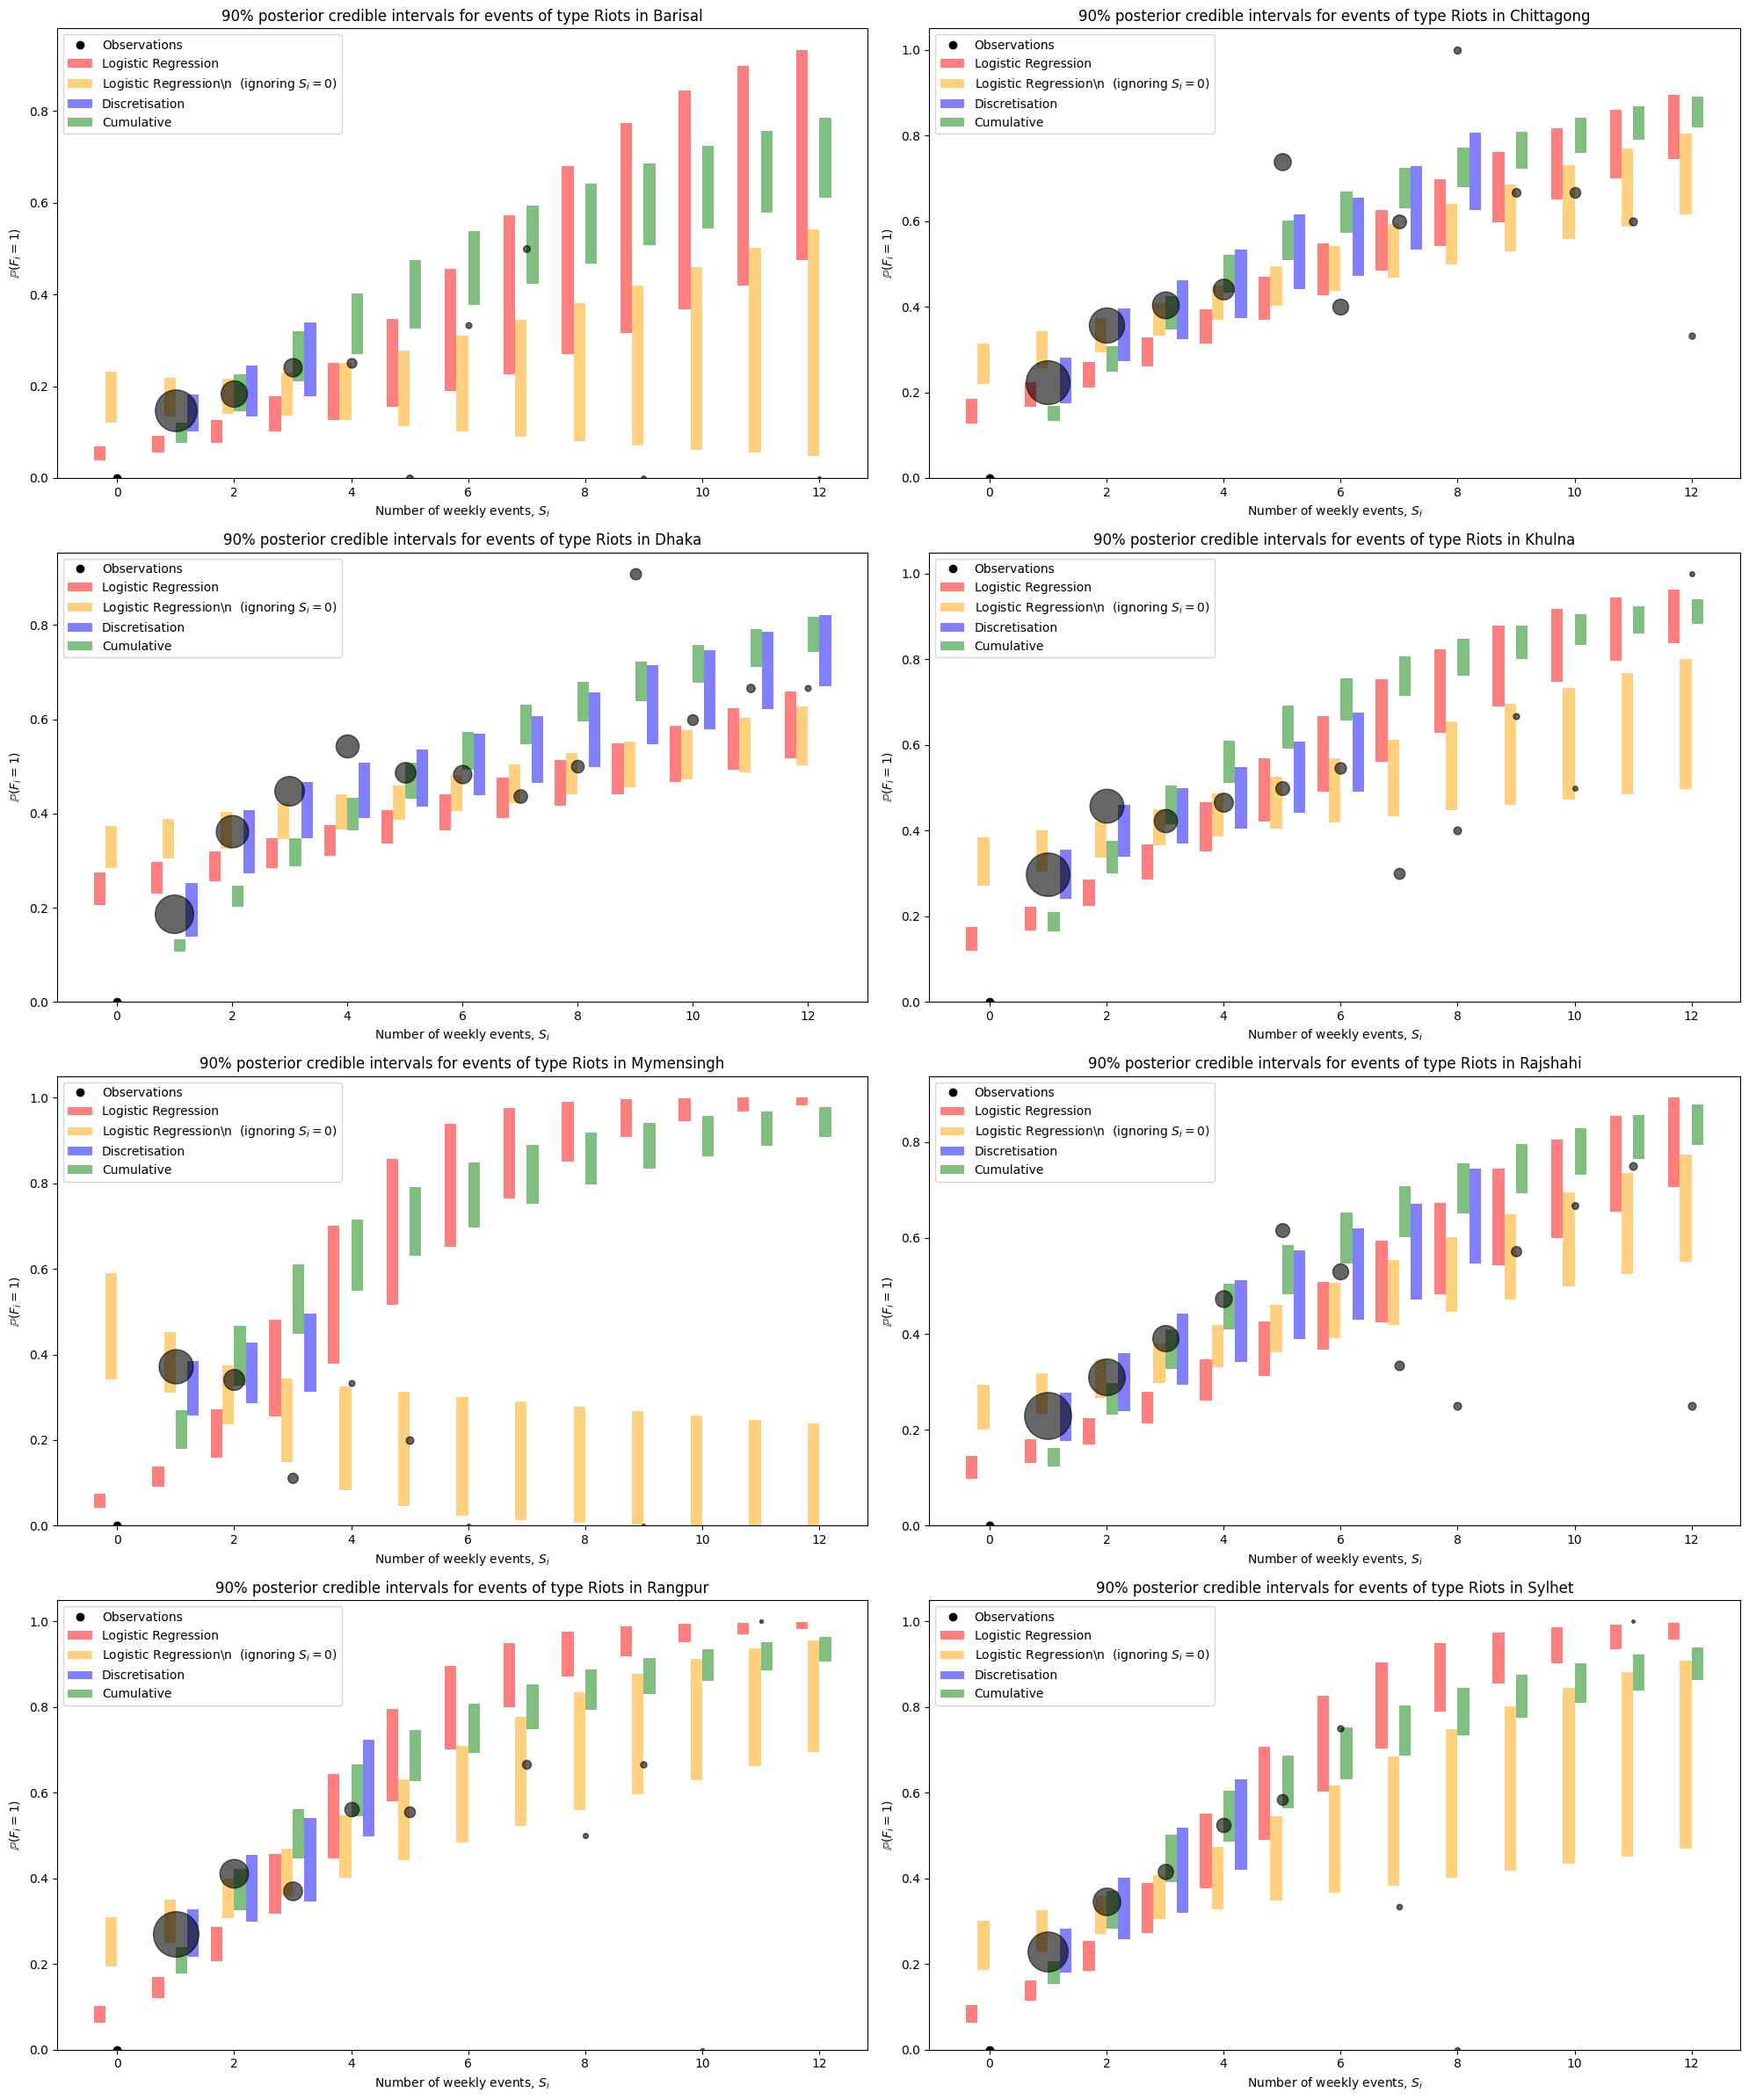 90% posterior credible intervals for events of type Riots in Barisal
Observations
Logistic Regression
Logistic Regression\n (ignoring $S_i = 0$)
Discretisation
Cumulative
ℙ(F_i = 1)
0.8
0.6
0.4
0.2
0.0
0 2 4 6 8 10 12
Number of weekly events, S_i
90% posterior credible intervals for events of type Riots in Chittagong
Observations
Logistic Regression
Logistic Regression\n (ignoring S_i = 0)
Discretisation
Cumulative
ℙ(F_i = 1)
1.0
0.8
0.6
0.4
0.2
0.0
0 2 4 6 8 10 12
Number of weekly events, S_i
90% posterior credible intervals for events of type Riots in Dhaka
Observations
Logistic Regression
Logistic Regression\n (ignoring S_i = 0)
Discretisation
Cumulative
ℙ(F_i = 1)
0.8
0.6
0.4
0.2
0.0
0 2 4 6 8 10 12
Number of weekly events, S_i
90% posterior credible intervals for events of type Riots in Khulna
Observations
Logistic Regression
Logistic Regression\n (ignoring S_i = 0)
Discretisation
Cumulative
ℙ(F_i = 1)
1.0
0.8
0.6
0.4
0.2
0.0
0 2 4 6 8 10 12
Number of weekly events, S_i
90% posterior credible intervals for events of type Riots in Mymensingh
Observations
Logistic Regression
Logistic Regression\n (ignoring S_i = 0)
Discretisation
Cumulative
ℙ(F_i = 1)
1.0
0.8
0.6
0.4
0.2
0.0
0 2 4 6 8 10 12
Number of weekly events, S_i
90% posterior credible intervals for events of type Riots in Rajshahi
Observations
Logistic Regression
Logistic Regression\n (ignoring S_i = 0)
Discretisation
Cumulative
ℙ(F_i = 1)
0.8
0.6
0.4
0.2
0.0
0 2 4 6 8 10 12
Number of weekly events, S_i
90% posterior credible intervals for events of type Riots in Rangpur
Observations
Logistic Regression
Logistic Regression\n (ignoring S_i = 0)
Discretisation
Cumulative
ℙ(F_i = 1)
1.0
0.8
0.6
0.4
0.2
0.0
0 2 4 6 8 10 12
Number of weekly events, S_i
90% posterior credible intervals for events of type Riots in Sylhet
Observations
Logistic Regression
Logistic Regression\n (ignoring S_i = 0)
Discretisation
Cumulative
ℙ(F_i = 1)
1.0
0.8
0.6
0.4
0.2
0.0
0 2 4 6 8 10 12
Number of weekly events, S_i